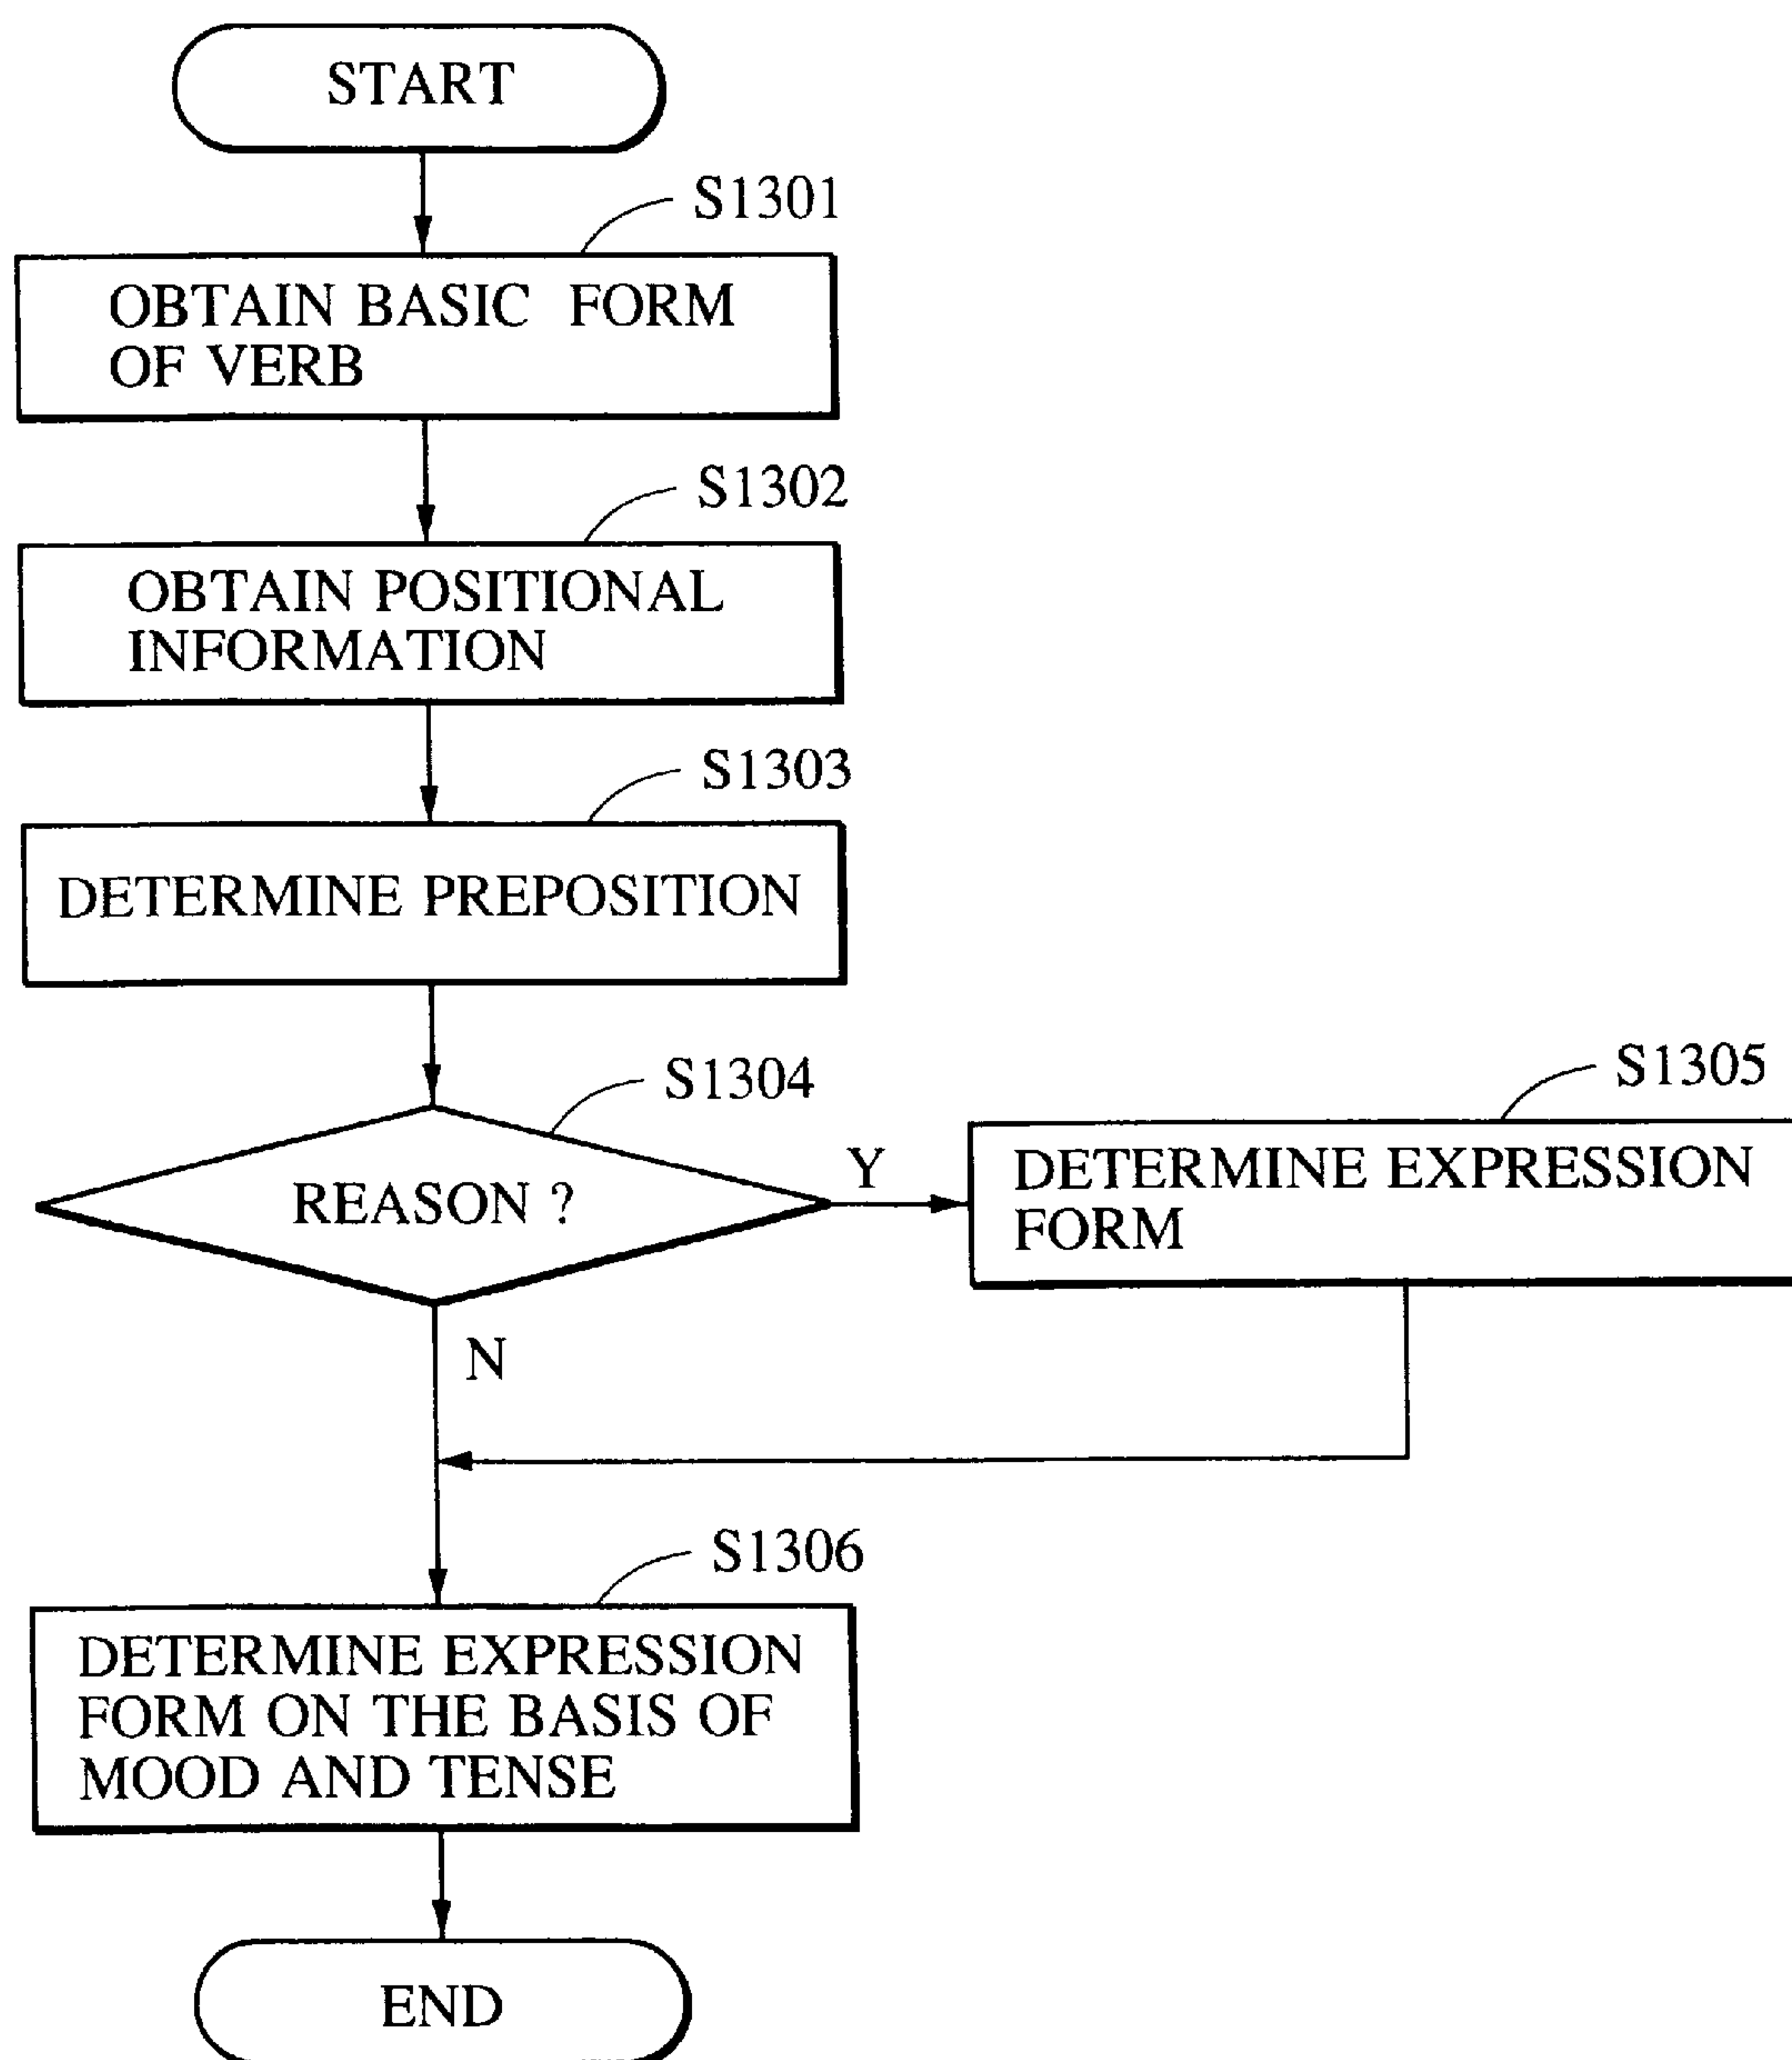 START
S1301
OBTAIN BASIC FORM
OF VERB
S1302
OBTAIN POSITIONAL
INFORMATION
S1303
DETERMINE PREPOSITION
S1304
REASON ?
Y
S1305
DETERMINE EXPRESSION
FORM
N
S1306
DETERMINE EXPRESSION
FORM ON THE BASIS OF
MOOD AND TENSE
END